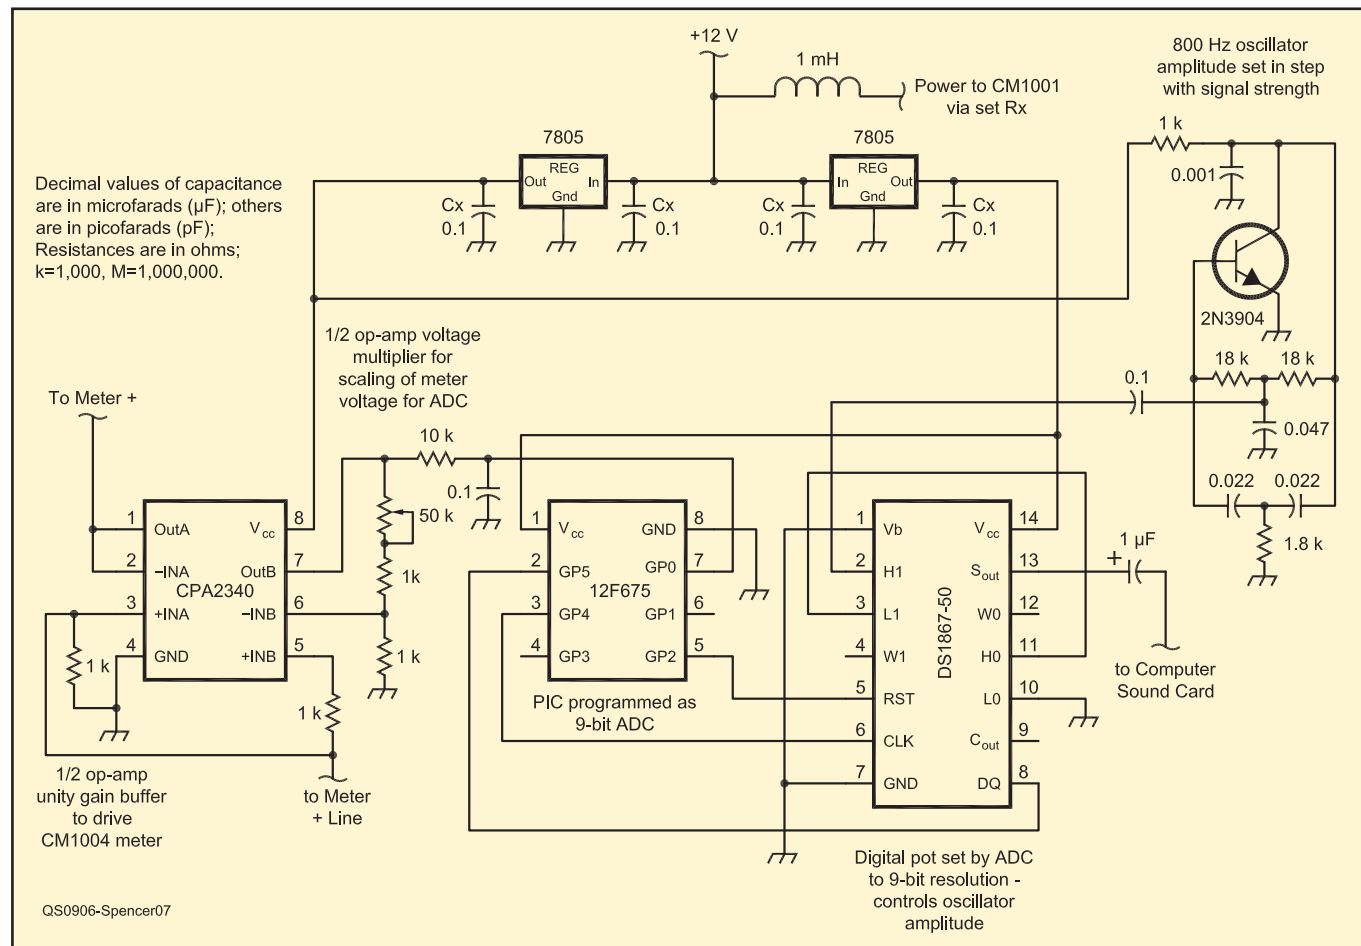 +12 V
1 mH
Power to CM1001
via set Rx
800 Hz oscillator
amplitude set in step
with signal strength
1 k
0.001
7805
REG
Out
In
Gnd
7805
REG
In
Out
Gnd
Cx
0.1
Cx
0.1
Cx
0.1
Cx
0.1
Decimal values of capacitance
are in microfarads (µF); others
are in picofarads (pF);
Resistances are in ohms;
k=1,000, M=1,000,000.
2N3904
18 k
18 k
0.1
0.047
0.022
0.022
1.8 k
1/2 op-amp voltage
multiplier for
scaling of meter
voltage for ADC
To Meter +
10 k
0.1
50 k
1k
1 k
1 k
1 k
CPA2340
1
OutA
2
–INA
3
+INA
4
GND
Vcc
8
OutB
7
–INB
6
+INB
5
1/2 op-amp
unity gain buffer
to drive
CM1004 meter
to Meter
+ Line
12F675
1
Vcc
2
GP5
3
GP4
4
GP3
GND
8
GP0
7
GP1
6
GP2
5
PIC programmed as
9-bit ADC
DS1867-50
1
Vb
2
H1
3
L1
4
W1
5
RST
6
CLK
7
GND
Vcc
14
Sout
13
W0
12
H0
11
L0
10
Cout
9
DQ
8
1 µF
+
to Computer
Sound Card
Digital pot set by ADC
to 9-bit resolution -
controls oscillator
amplitude
QS0906-Spencer07